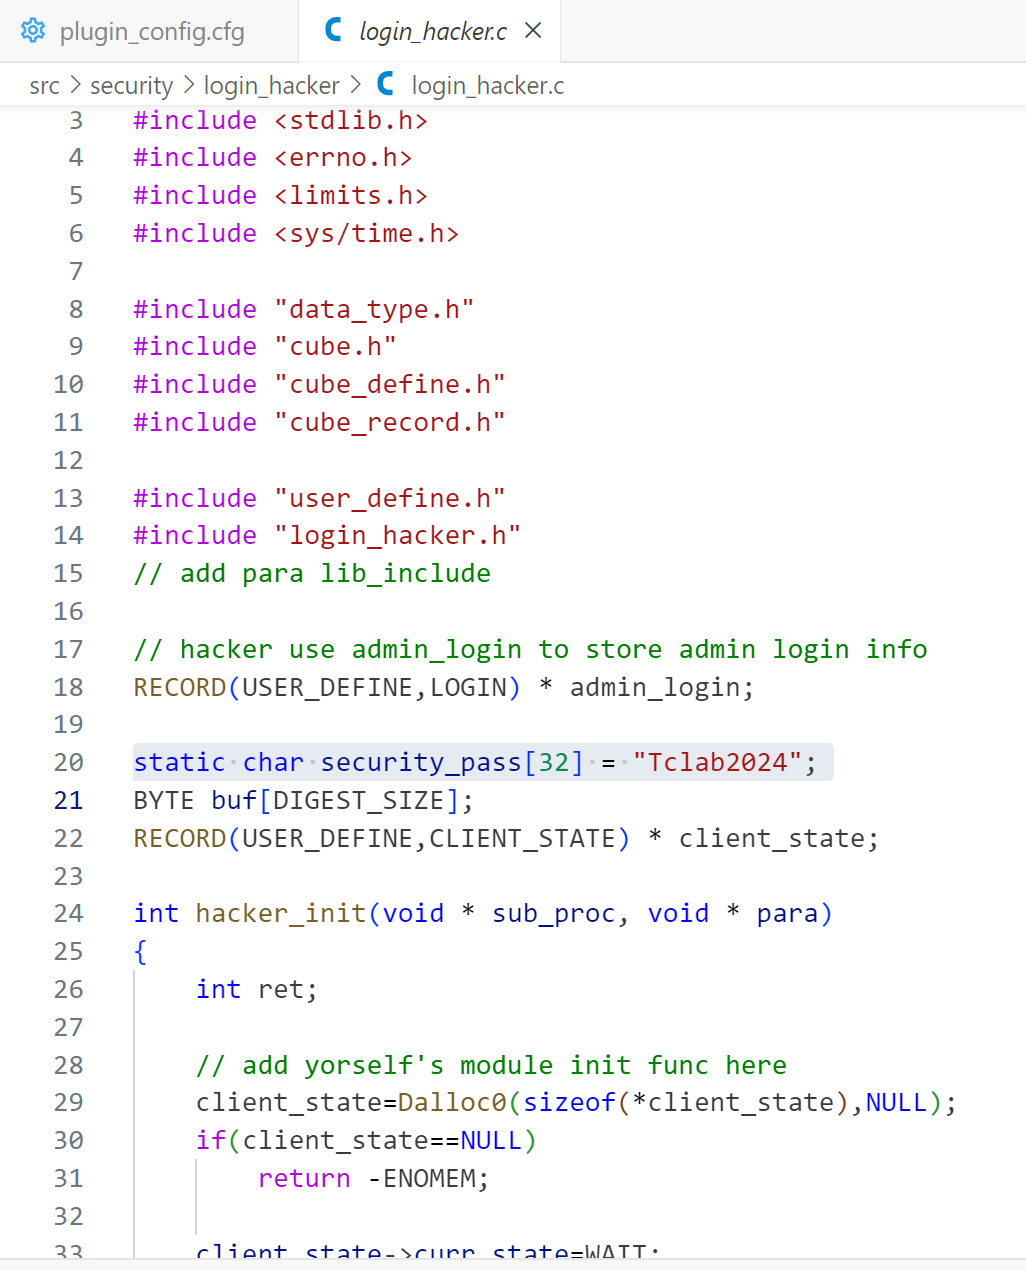 plugin_config.cfg
login_hacker.c
src > security > login_hacker > login_hacker.c
3 #include <stdlib.h>
4 #include <errno.h>
5 #include <limits.h>
6 #include <sys/time.h>
7
8 #include "data_type.h"
9 #include "cube.h"
10 #include "cube_define.h"
11 #include "cube_record.h"
12
13 #include "user_define.h"
14 #include "login_hacker.h"
15 // add para lib_include
16
17 // hacker use admin_login to store admin login info
18 RECORD(USER_DEFINE,LOGIN) * admin_login;
19
20 static char security_pass[32] = "Tclab2024";
21 BYTE buf[DIGEST_SIZE];
22 RECORD(USER_DEFINE,CLIENT_STATE) * client_state;
23
24 int hacker_init(void * sub_proc, void * para)
25 {
26 int ret;
27
28 // add yorself's module init func here
29 client_state=Dalloc0(sizeof(*client_state),NULL);
30 if(client_state==NULL)
31 return -ENOMEM;
32
33 client_state->curr_state=WAIT;